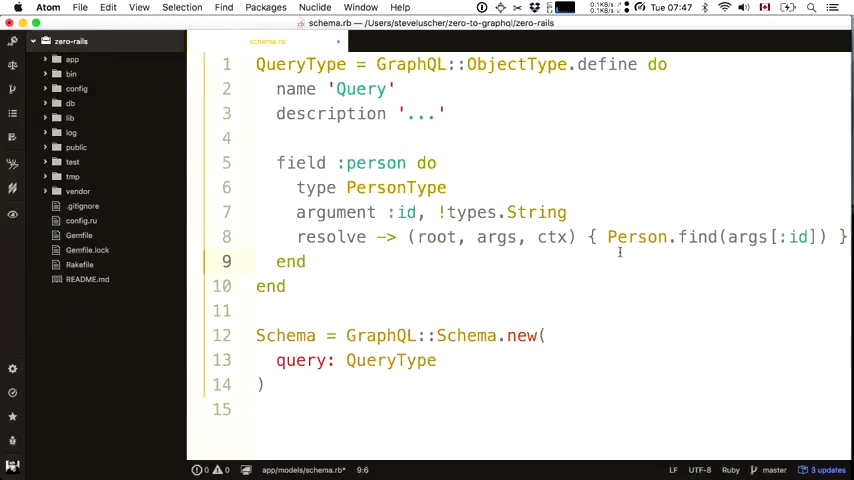 Atom File Edit View Selection Find Packages Nuclide Window Help
0.1KB/s
0.1KB/s
Tue 07:47
schema.rb — /Users/steveluscher/zero-to-graphql/zero-rails
zero-rails
app
bin
config
db
lib
log
public
test
tmp
vendor
.gitignore
config.ru
Gemfile
Gemfile.lock
Rakefile
README.md
schema.rb
1 QueryType = GraphQL::ObjectType.define do
2 name 'Query'
3 description '...'
4
5 field :person do
6 type PersonType
7 argument :id, !types.String
8 resolve -> (root, args, ctx) { Person.find(args[:id]) }
9 end
10 end
11
12 Schema = GraphQL::Schema.new(
13 query: QueryType
14 )
15
0 0 app/models/schema.rb* 9:6 LF UTF-8 Ruby master 3 updates